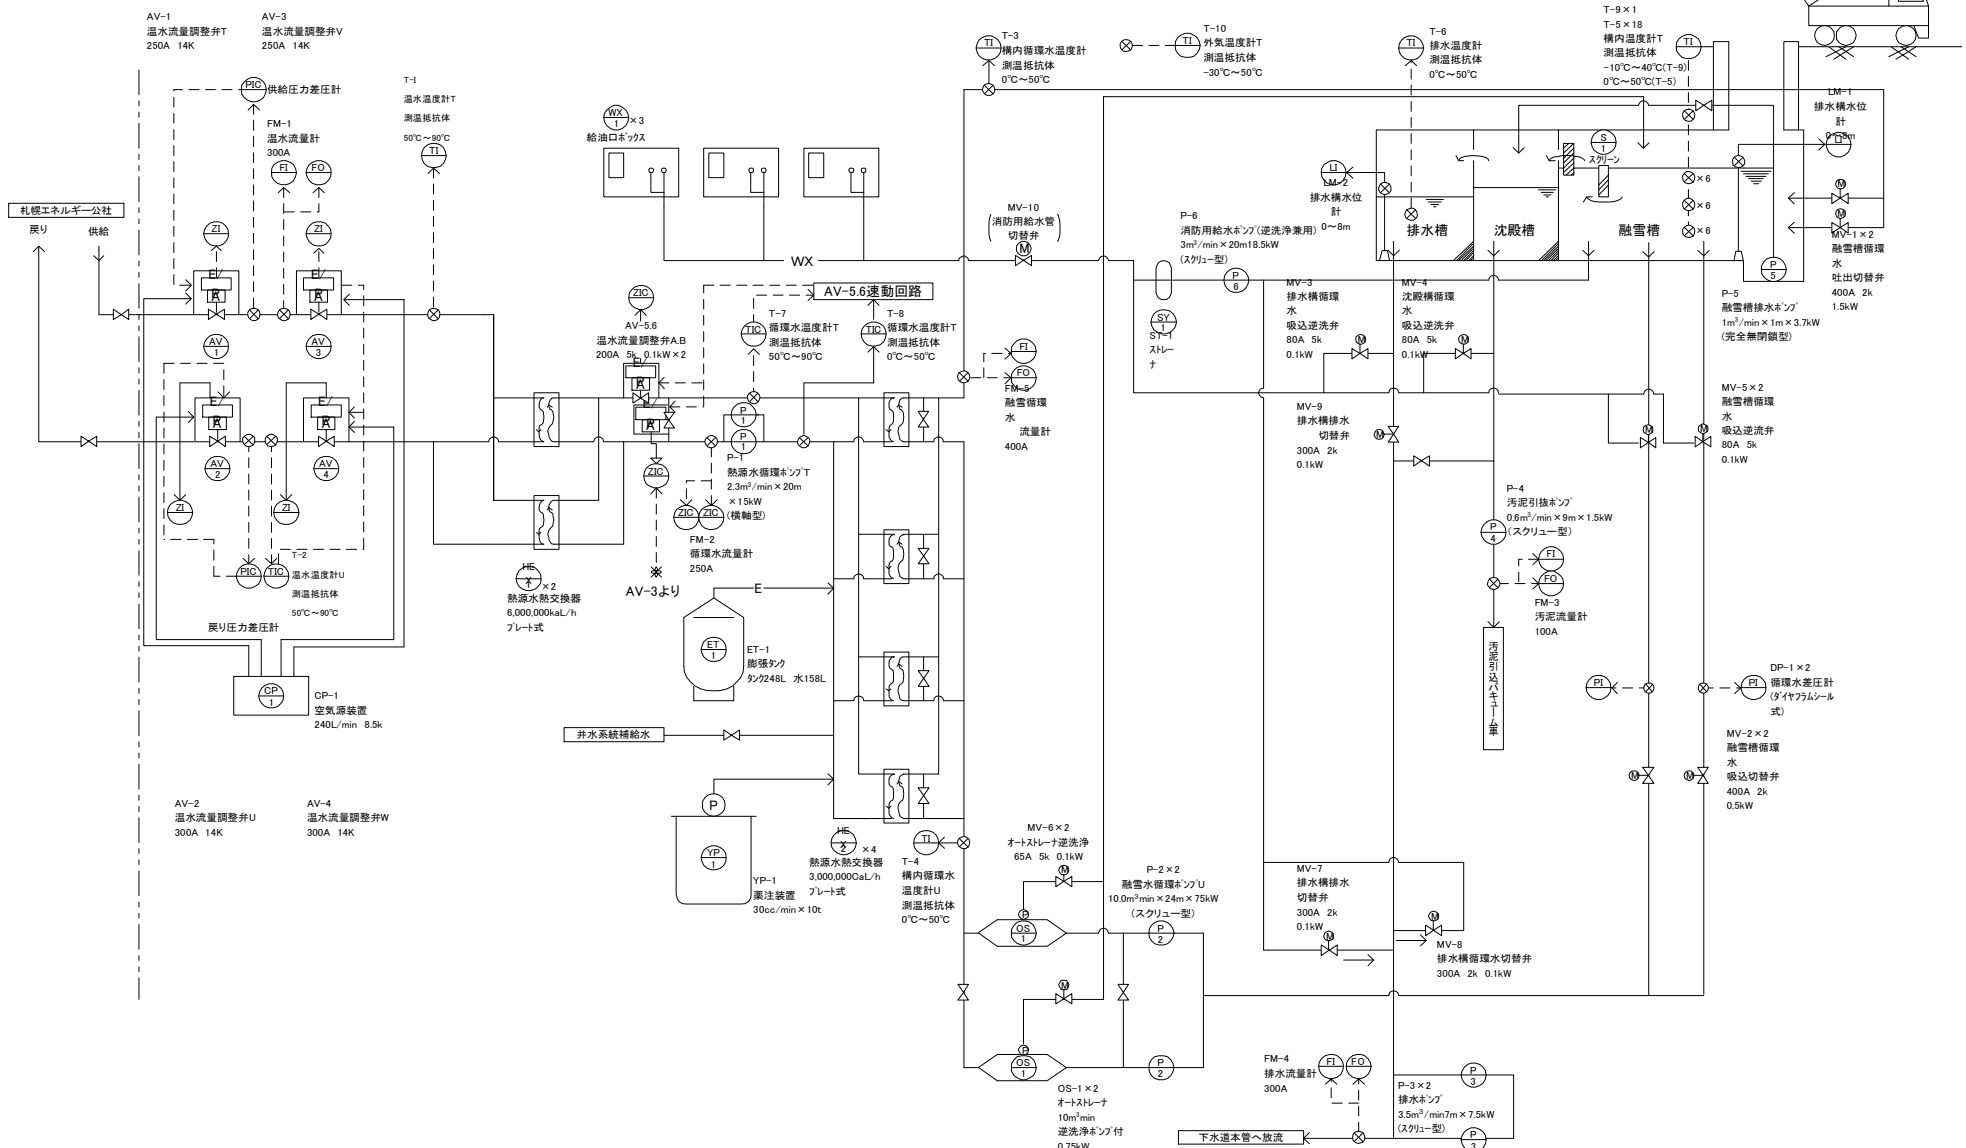 AV-1
温水流量調整弁T
250A 14K
AV-3
温水流量調整弁V
250A 14K
PIC
供給圧力差圧計
FM-1
温水流量計
300A
FI
FO
T-I
温水温度計T
測温抵抗体
50℃～90℃
TI
札幌エネルギー公社
戻り
供給
ZI
ZI
E/
A
E/
A
AV
1
AV
3
E/
A
E/
A
AV
2
AV
4
ZI
ZI
PIC
TIC
T-2
温水温度計U
測温抵抗体
50℃～90℃
戻り圧力差圧計
CP
1
CP-1
空気源装置
240L/min 8.5k
AV-2
温水流量調整弁U
300A 14K
AV-4
温水流量調整弁W
300A 14K
WX
1
×3
給油口ボックス
WX
MV-10
(消防用給水管
切替弁)
M
ZIC
AV-5.6
温水流量調整弁A.B
200A 5k 0.1kW×2
AV-5.6速動回路
T-7
循環水温度計T
測温抵抗体
50℃～90℃
TIC
T-8
循環水温度計T
測温抵抗体
0℃～50℃
TIC
E/
A
E/
A
P
1
P
1
P-1
熱源水循環ポンプT
2.3m³/min×20m
×15kW
(横軸型)
ZIC
ZIC
ZIC
FM-2
循環水流量計
250A
AV-3より
HE
×2
熱源水熱交換器
6,000,000kaL/h
プレート式
E
ET
1
ET-1
膨張タンク
タンク248L 水158L
井水系統補給水
P
YP
1
YP-1
薬注装置
30cc/min×10t
HE
2
×4
熱源水熱交換器
3,000,000CaL/h
プレート式
TI
T-4
構内循環水
温度計U
測温抵抗体
0℃～50℃
TI
T-3
構内循環水温度計
測温抵抗体
0℃～50℃
TI
T-10
外気温度計T
測温抵抗体
-30℃～50℃
FI
FO
FM-5
融雪循環
水
流量計
400A
P-6
消防用給水ポンプ(逆洗浄兼用)
3m³/min×20m18.5kW
(スクリュー型)
P
6
SY
1
ST-1
ストレー
ナ
TI
T-6
排水温度計
測温抵抗体
0℃～50℃
T-9×1
T-5×18
構内温度計T
測温抵抗体
-10℃～40℃(T-9)
0℃～50℃(T-5)
TI
LM-1
排水構水位
計
0～8m
LI
LI
LM-2
排水構水位
計
0～8m
S
1
スクリーン
×6
×6
×6
排水槽
沈殿槽
融雪槽
P
5
P-5
融雪槽排水ポンプ
1m³/min×1m×3.7kW
(完全無閉鎖型)
M
M
MV-1×2
融雪槽循環
水
吐出切替弁
400A 2k
1.5kW
MV-3
排水構循環
水
吸込逆洗弁
80A 5k
0.1kW
M
MV-4
沈殿構循環
水
吸込逆洗弁
80A 5k
0.1kW
M
MV-5×2
融雪槽循環
水
吸込逆流弁
80A 5k
0.1kW
M
M
MV-9
排水構排水
切替弁
300A 2k
0.1kW
M
P-4
汚泥引抜ポンプ
0.6m³/min×9m×1.5kW
(スクリュー型)
P
4
FI
FO
FM-3
汚泥流量計
100A
汚泥引込バキューム車
PI
PI
DP-1×2
循環水差圧計
(ダイヤフラムシール
式)
MV-2×2
融雪槽循環
水
吸込切替弁
400A 2k
0.5kW
M
M
MV-6×2
オートストレーナ逆洗浄
65A 5k 0.1kW
M
P-2×2
融雪水循環ポンプU
10.0m³min×24m×75kW
(スクリュー型)
P
OS
1
P
2
M
P
OS
1
P
2
OS-1×2
オートストレーナ
10m³min
逆洗浄ポンプ付
0.75kW
MV-7
排水構排水
切替弁
300A 2k
0.1kW
M
M
MV-8
排水構循環水切替弁
300A 2k 0.1kW
FM-4
排水流量計
300A
FI
FO
P
3
P-3×2
排水ポンプ
3.5m³/min7m×7.5kW
(スクリュー型)
P
3
下水道本管へ放流